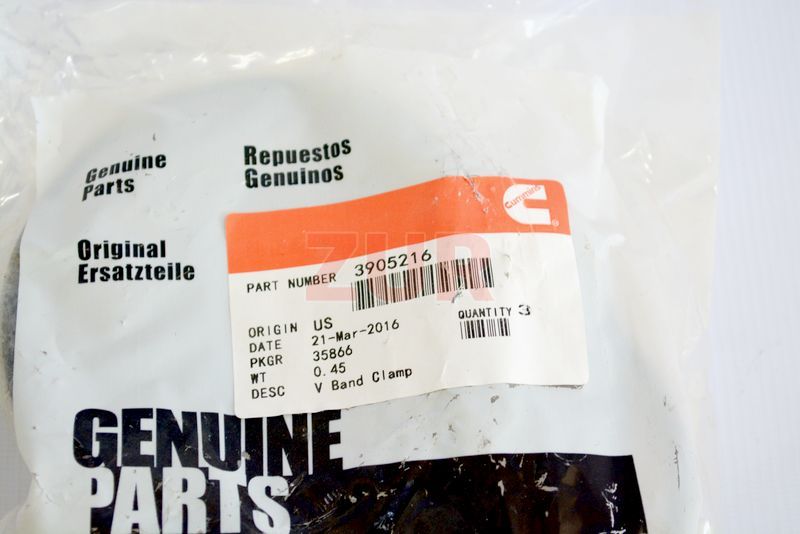 Genuine
Parts
Repuestos
Genuinos
Original
Ersatzteile
Cummins
ZUR
PART NUMBER 3905216
ORIGIN US
DATE 21-Mar-2016
PKGR 35866
WT 0.45
DESC V Band Clamp
QUANTITY 3
GENUINE
PARTS